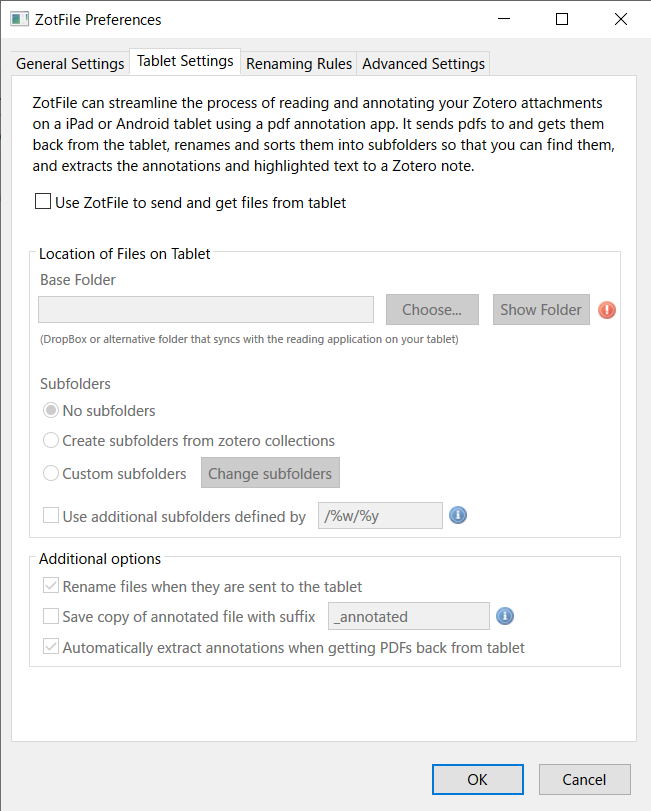 ZotFile Preferences
General Settings
Tablet Settings
Renaming Rules
Advanced Settings
ZotFile can streamline the process of reading and annotating your Zotero attachments
on a iPad or Android tablet using a pdf annotation app. It sends pdfs to and gets them
back from the tablet, renames and sorts them into subfolders so that you can find them,
and extracts the annotations and highlighted text to a Zotero note.
Use ZotFile to send and get files from tablet
Location of Files on Tablet
Base Folder
Choose...
Show Folder
(DropBox or alternative folder that syncs with the reading application on your tablet)
Subfolders
No subfolders
Create subfolders from zotero collections
Custom subfolders
Change subfolders
Use additional subfolders defined by
/%w/%y
Additional options
Rename files when they are sent to the tablet
Save copy of annotated file with suffix
_annotated
Automatically extract annotations when getting PDFs back from tablet
OK
Cancel